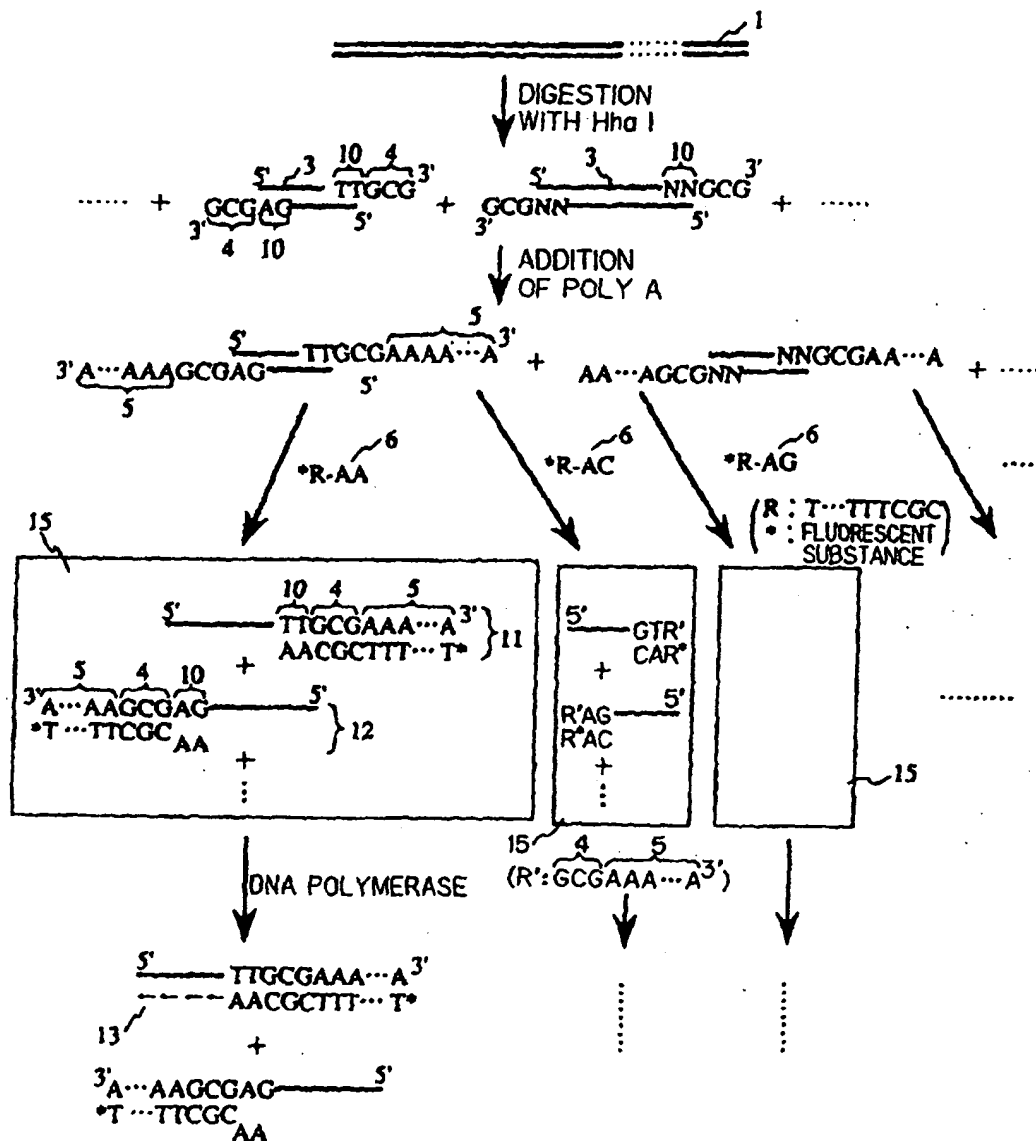 1
DIGESTION
WITH Hha I
5' 3 10 4 3'
TTGCG
GCGAG 5'
3' 4 10
...... + + + ......
5' 3 10 3'
NNGCG
GCGNN 5'
3'
ADDITION
OF POLY A
5' 5 3'
TTGCGAAAA...A
3' A...AAAGCGAG 5'
5
+ NNGCGAA...A + .....
AA...AGCGNN
*R-AA 6
*R-AC 6
*R-AG 6
.....
(R : T...TTTCGC
* : FLUORESCENT
SUBSTANCE)
15
10 4 5
5' TTGCGAAA...A 3'
AACGCTTT...T* 11
+
5 4 10
3' A...AAGCGAG 5'
*T...TTCGC AA 12
+
⋮
5' GTR'
CAR*
+
5'
R'AG
R*AC
+
⋮
15
.........
15
4 5
(R': GCGAAA...A 3')
DNA POLYMERASE
5' TTGCGAAA...A 3'
AACGCTTT...T*
13
+
3' A...AAGCGAG 5'
*T...TTCGC AA